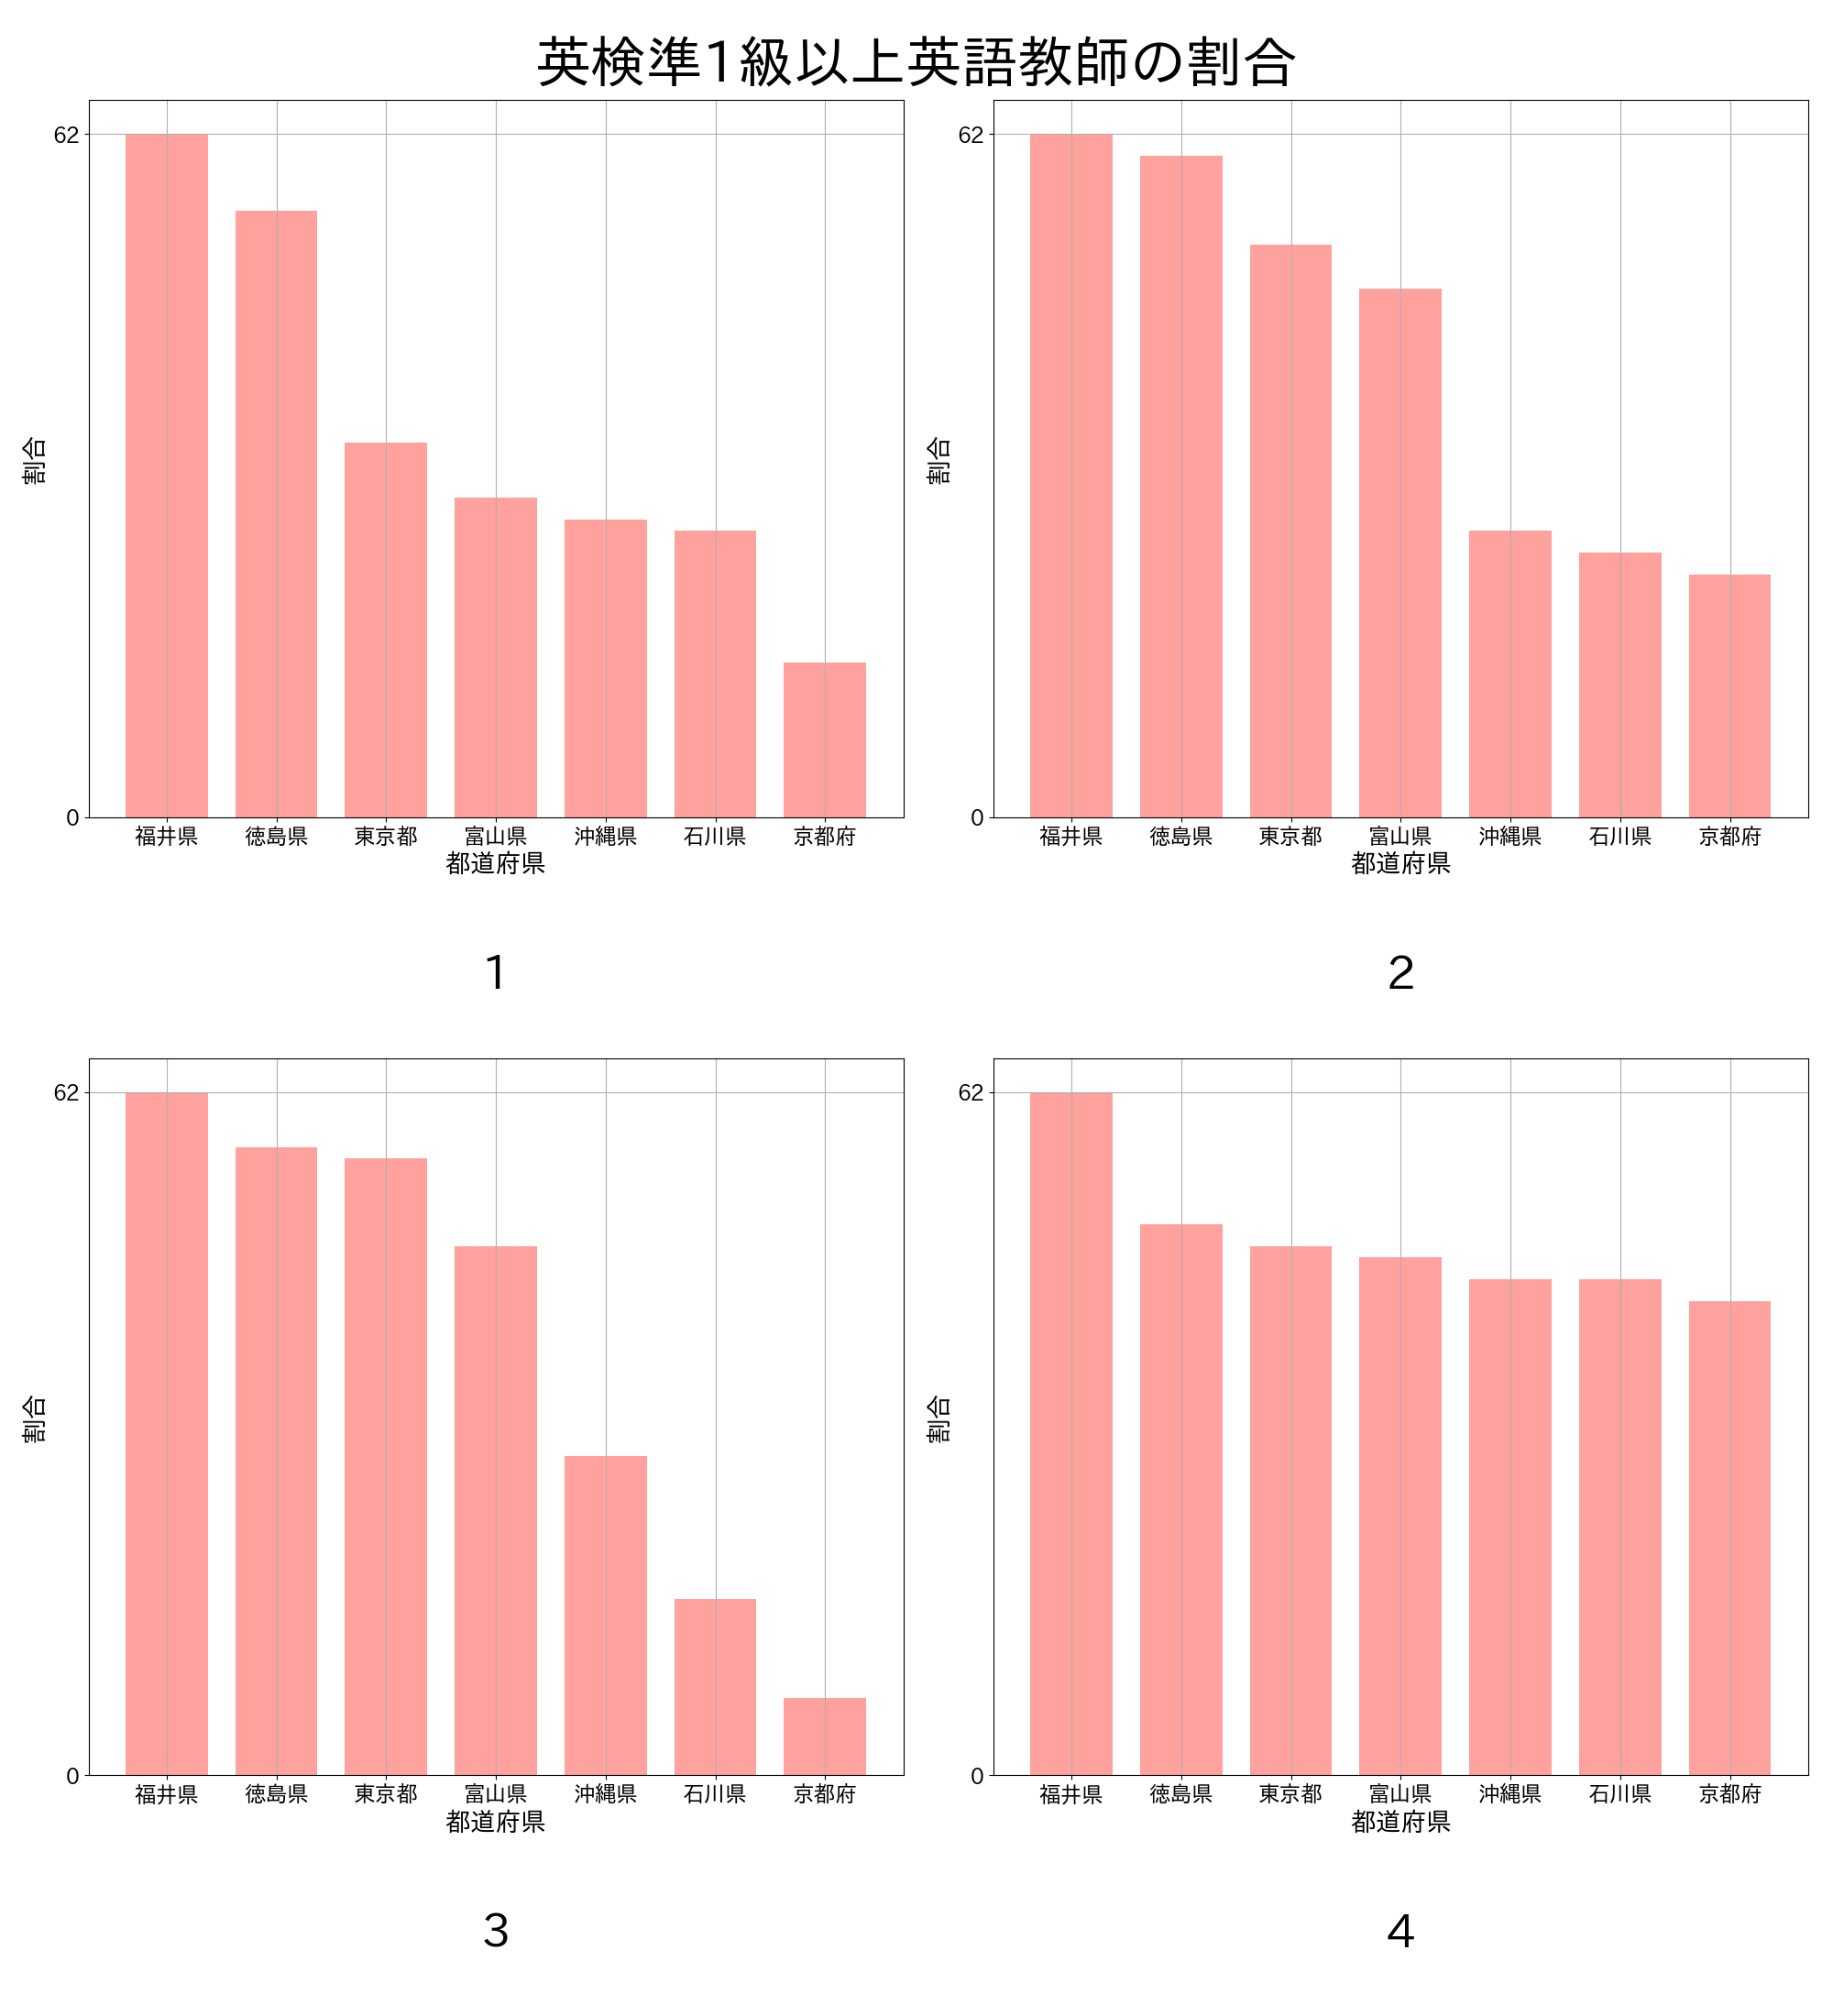 英検準1級以上英語教師の割合
62
割合
0
福井県 徳島県 東京都 富山県 沖縄県 石川県 京都府
都道府県
1
62
割合
0
福井県 徳島県 東京都 富山県 沖縄県 石川県 京都府
都道府県
2
62
割合
0
福井県 徳島県 東京都 富山県 沖縄県 石川県 京都府
都道府県
3
62
割合
0
福井県 徳島県 東京都 富山県 沖縄県 石川県 京都府
都道府県
4